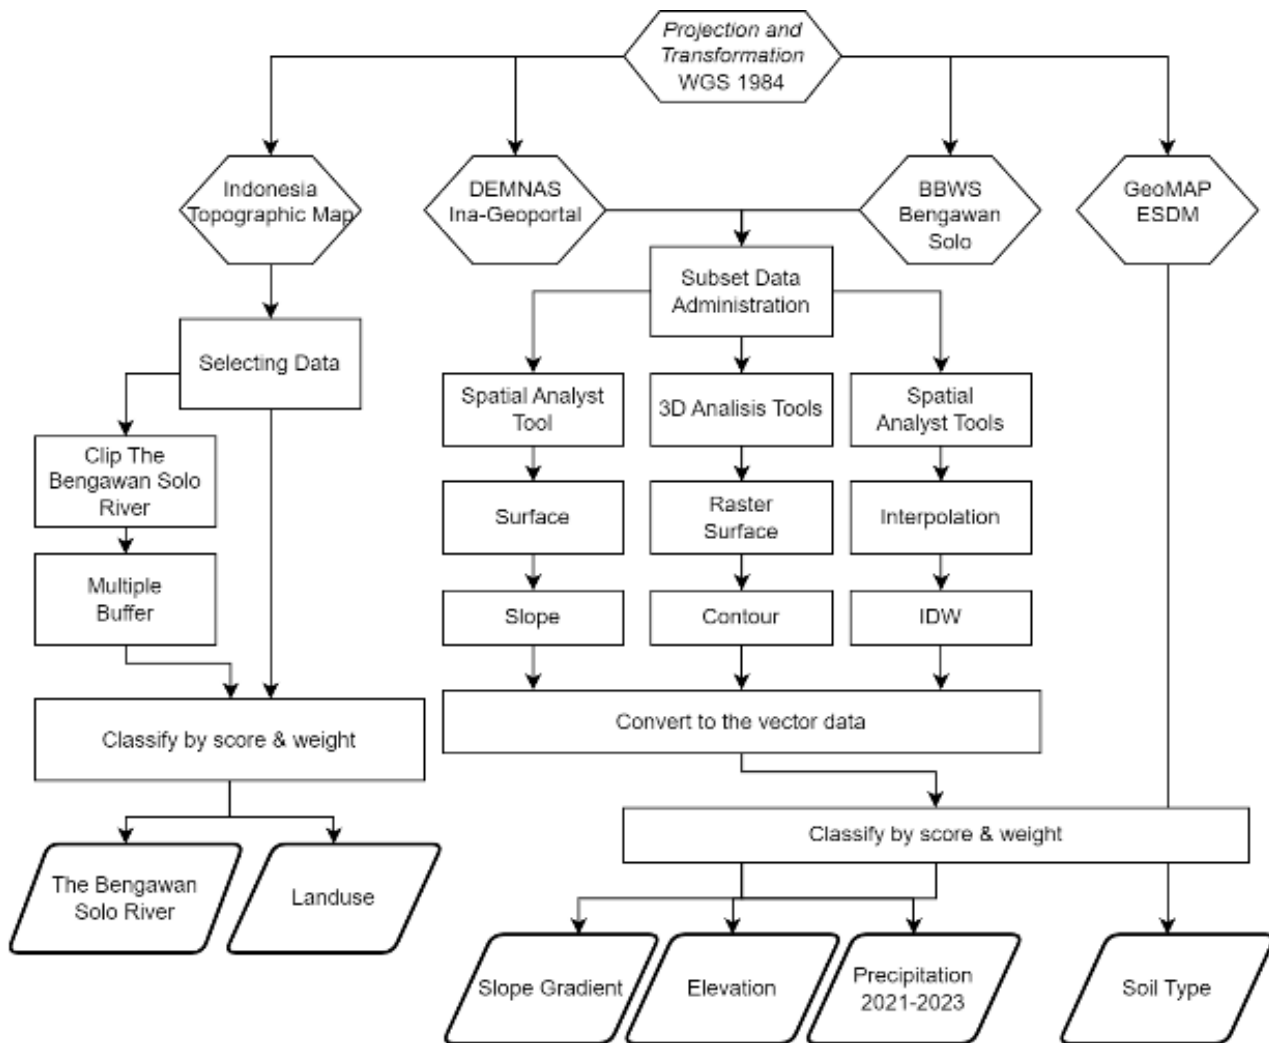 Projection and
Transformation
WGS 1984
Indonesia
Topographic Map
DEMNAS
Ina-Geoportal
BBWS
Bengawan
Solo
GeoMAP
ESDM
Subset Data
Administration
Selecting Data
Spatial Analyst
Tool
3D Analisis Tools
Spatial
Analyst Tools
Clip The
Bengawan Solo
River
Surface
Raster
Surface
Interpolation
Multiple
Buffer
Slope
Contour
IDW
Classify by score & weight
Convert to the vector data
Classify by score & weight
The Bengawan
Solo River
Landuse
Slope Gradient
Elevation
Precipitation
2021-2023
Soil Type